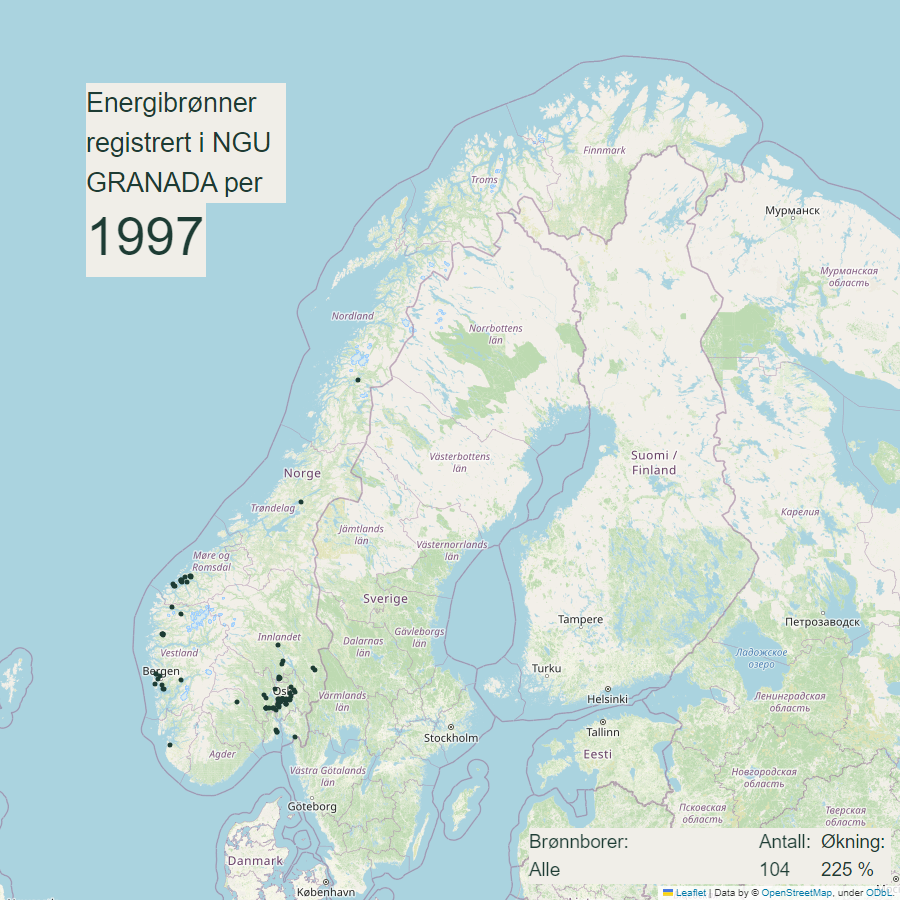 Energibrønner
registrert i NGU
GRANADA per
1997
Finnmark
Troms
Мурманск
Мурманская
область
Nordland
Norrbottens
län
Västerbottens
län
Suomi /
Finland
Norge
Trøndelag
Jämtlands
län
Västernorrlands
län
Карелия
Møre og
Romsdal
Sverige
Tampere
Петрозаводск
Innlandet
Dalarnas
län
Gävleborgs
län
Vestland
Ладожское
озеро
Bergen
Turku
Osl
Värmlands
län
Helsinki
Ленинградская
область
Stockholm
Tallinn
Agder
Eesti
Västra Götalands
län
Новгородская
область
Göteborg
Псковская
область
Тверская
область
Danmark
København
Brønnborer: Antall: Økning:
Alle 104 225 %
Leaflet | Data by © OpenStreetMap, under ODbL.